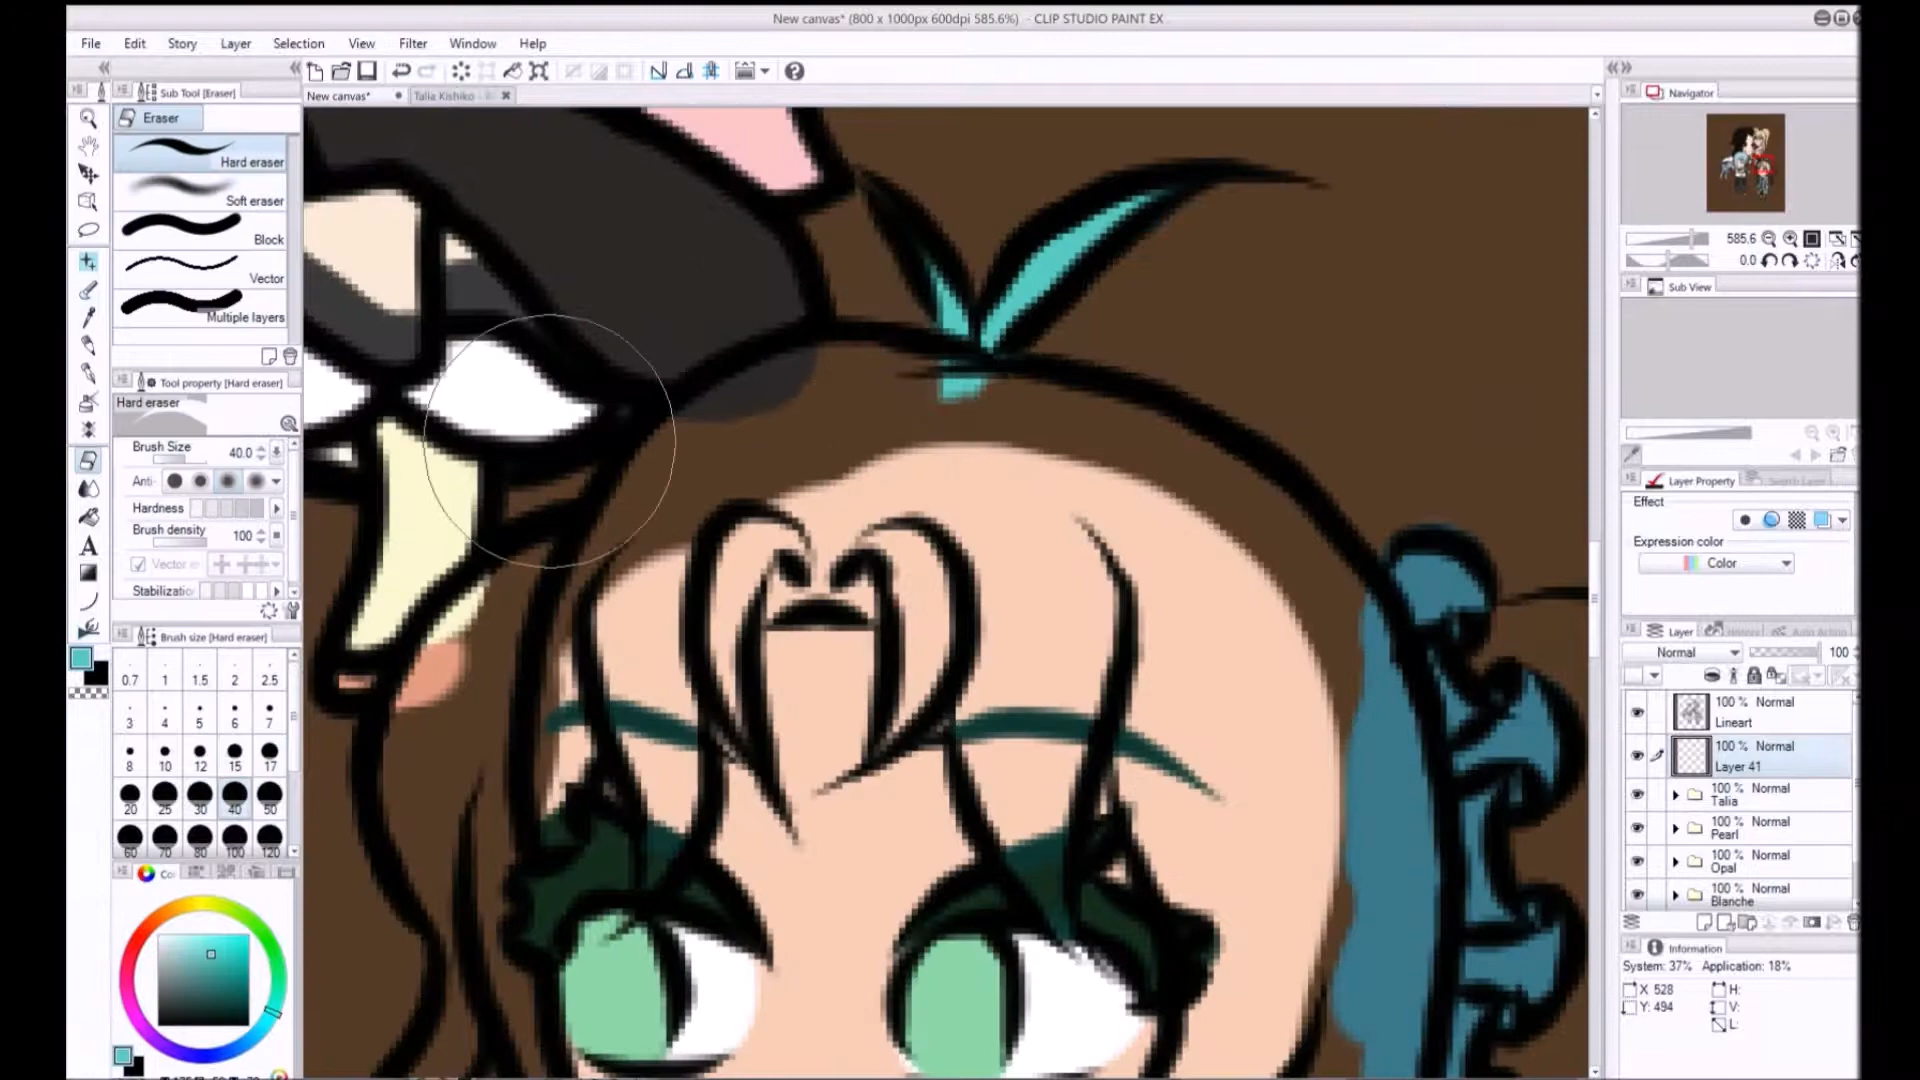 New canvas* (800 x 1000px 600dpi 585.6%) - CLIP STUDIO PAINT EX
File Edit Story Layer Selection View Filter Window Help
Sub Tool [Eraser]
New canvas*
Talia Kishiko
Navigator
Eraser
Hard eraser
Soft eraser
Block
Vector
Multiple layers
585.6
0.0
Sub View
Tool property [Hard eraser]
Hard eraser
Brush Size 40.0
Anti-
Hardness
Brush density 100
Vector
Stabilizatio
Layer Property
Effect
Expression color
Color
Brush size [Hard eraser]
0.7 1 1.5 2 2.5
3 4 5 6 7
8 10 12 15 17
20 25 30 40 50
60 70 80 100 120
Layer
Auto Action
Normal 100
100 % Normal
Lineart
100 % Normal
Layer 41
100 % Normal
Talia
100 % Normal
Pearl
100 % Normal
Opal
100 % Normal
Blanche
Information
System: 37% Application: 18%
X 528 H:
Y: 494 V:
L:
A
Co